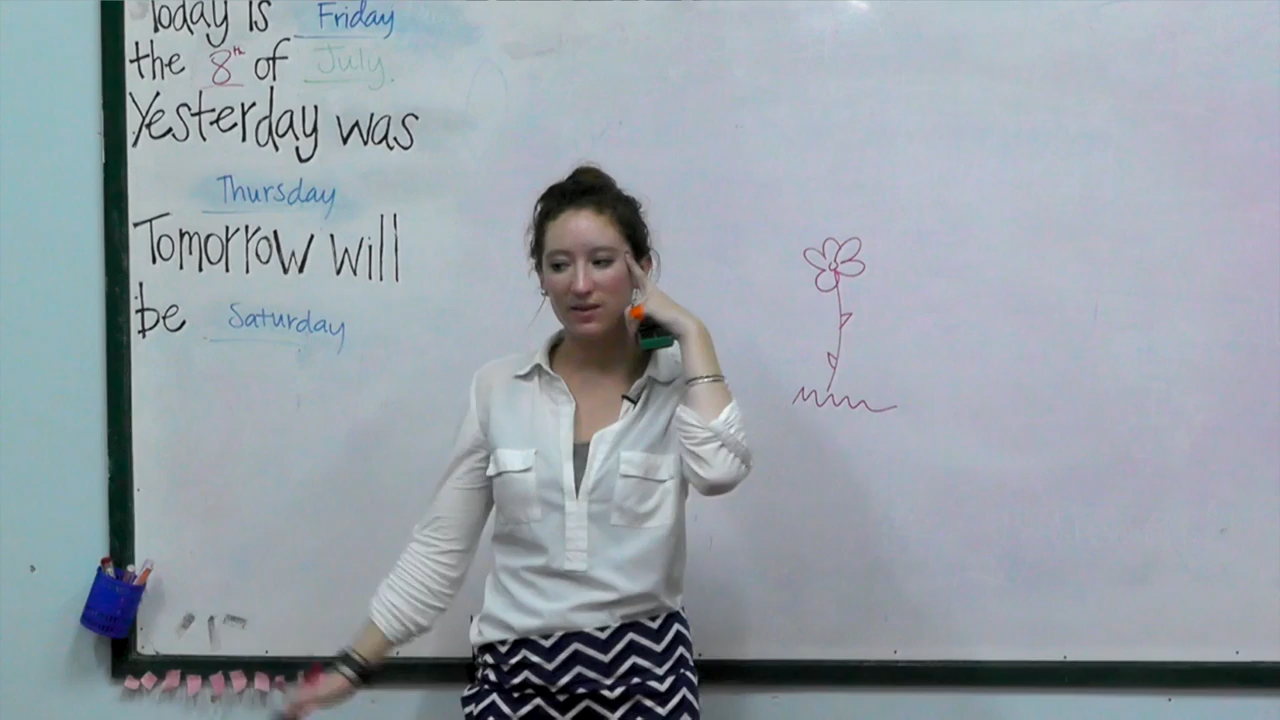 Today is Friday
the 8th of July.
Yesterday was
Thursday
Tomorrow will
be Saturday